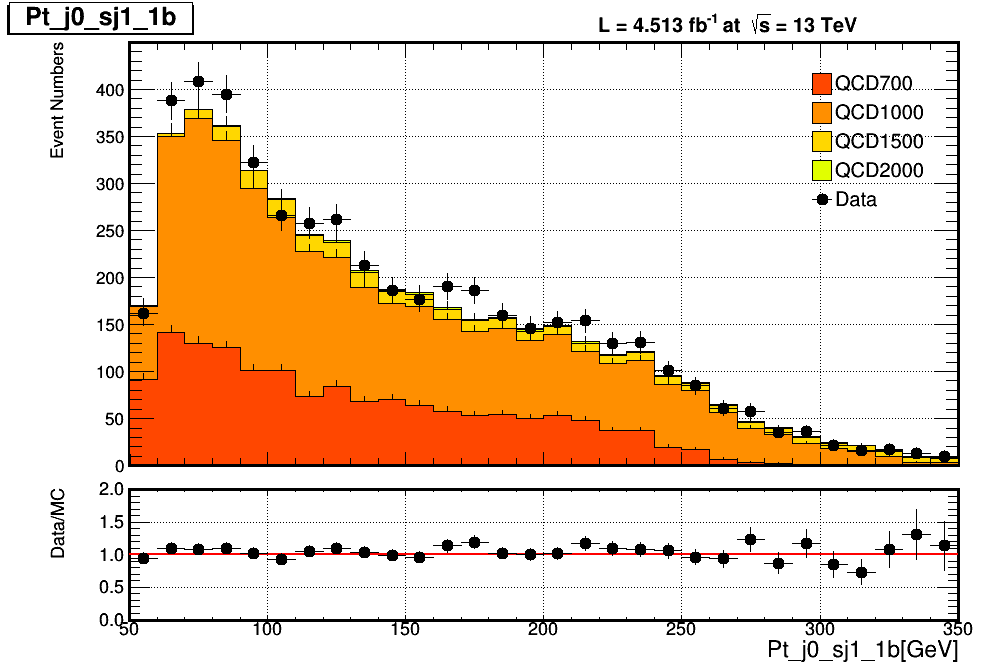 Pt_j0_sj1_1b
L = 4.513 fb⁻¹ at √s = 13 TeV
Event Numbers
400
350
300
250
200
150
100
50
0
QCD700
QCD1000
QCD1500
QCD2000
Data
Data/MC
2.0
1.5
1.0
0.5
0.0
50 100 150 200 250 300 350
Pt_j0_sj1_1b[GeV]